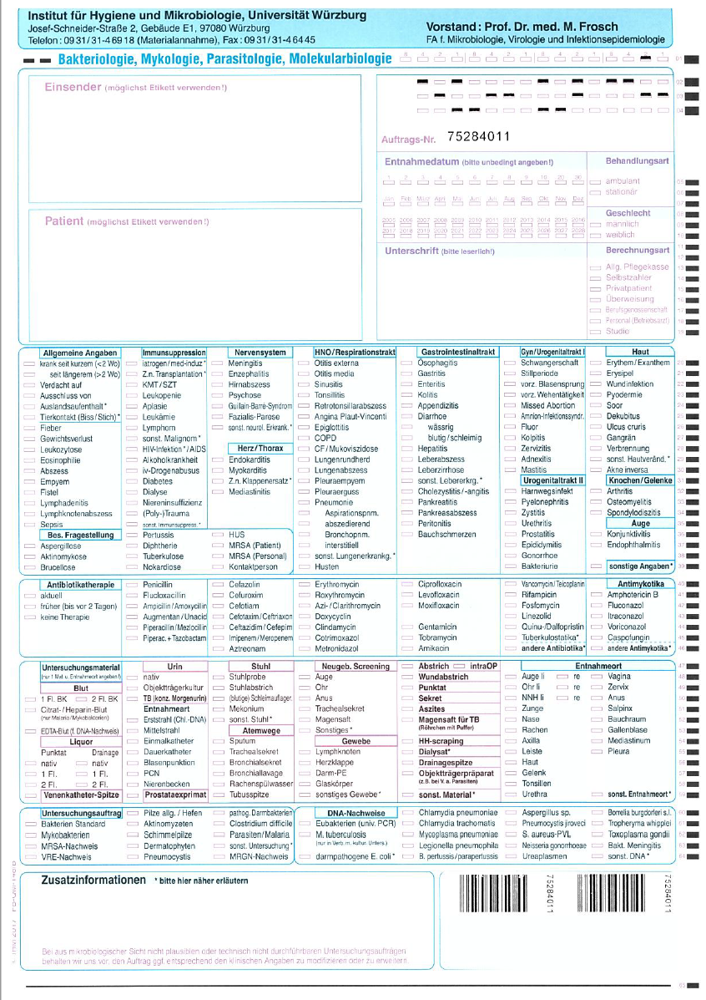 Institut für Hygiene und Mikrobiologie, Universität Würzburg
Josef-Schneider-Straße 2, Gebäude E1, 97080 Würzburg
Telefon: 09 31/31-4 69 18 (Materialannahme), Fax: 09 31/31-4 64 45
Vorstand: Prof. Dr. med. M. Frosch
FA f. Mikrobiologie, Virologie und Infektionsepidemiologie
Bakteriologie, Mykologie, Parasitologie, Molekularbiologie
Einsender (möglichst Etikett verwenden!)
Auftrags-Nr. 75284011
Entnahmedatum (bitte unbedingt angeben!)
1 2 3 4 5 6 7 8 9 10 20 30
Jan Feb März April Mai Jun Jul Aug Sep Okt Nov Dez
2005 2006 2007 2008 2009 2010 2011 2012 2013 2014 2015 2016
2017 2018 2019 2020 2021 2022 2023 2024 2025 2026 2027 2028
Behandlungsart
ambulant
stationär
Geschlecht
männlich
weiblich
Patient (möglichst Etikett verwenden!)
Unterschrift (bitte leserlich!)
Berechnungsart
Allg. Pflegekasse
Selbstzahler
Privatpatient
Überweisung
Berufsgenossenschaft
Personal (Betriebsarzt)
Studie
Allgemeine Angaben
krank seit kurzem (<2 Wo)
seit längerem (>2 Wo)
Verdacht auf
Ausschluss von
Auslandsaufenthalt*
Tierkontakt (Biss/Stich)*
Fieber
Gewichtsverlust
Leukozytose
Eosinophilie
Abszess
Empyem
Fistel
Lymphadenitis
Lymphknotenabszess
Sepsis
Bes. Fragestellung
Aspergillose
Aktinomykose
Brucellose
Immunsuppression
iatrogen/med-induz*
Z.n. Transplantation*
KMT/SZT
Leukopenie
Aplasie
Leukämie
Lymphom
sonst. Malignom*
HIV-Infektion*/AIDS
Alkoholkrankheit
iv-Drogenabusus
Diabetes
Dialyse
Niereninsuffizienz
(Poly-)Trauma
sonst. Immunsuppress.*
Pertussis
Diphtherie
Tuberkulose
Nokardiose
Nervensystem
Meningitis
Enzephalitis
Hirnabszess
Psychose
Guilain-Barré-Syndrom
Fazialis-Parese
sonst. neurol. Erkrank.*
Herz/Thorax
Endokarditis
Myokarditis
Z.n. Klappenersatz*
Mediastinitis
HUS
MRSA (Patient)
MRSA (Personal)
Kontaktperson
HNO/Respirationstrakt
Otitis externa
Otitis media
Sinusitis
Tonsillitis
Retrotonsilarabszess
Angina Plaut-Vincenti
Epiglottitis
COPD
CF/Mukoviszidose
Lungenrundherd
Lungenabszess
Pleuraempyem
Pleuraerguss
Pneumonie
Aspirationspnm.
abszedierend
Bronchopnm.
interstitiell
sonst. Lungenerkrankg.*
Husten
Gastrointestinaltrakt
Ösophagitis
Gastritis
Enteritis
Kolitis
Appendizitis
Diarrhoe
wässrig
blutig/schleimig
Hepatitis
Leberabszess
Leberzirrhose
sonst. Lebererkrg.*
Cholezystitis/-angitis
Pankreatitis
Pankreasabszess
Peritonitis
Bauchschmerzen
Gyn/Urogenitaltrakt I
Schwangerschaft
Stillperiode
vorz. Blasensprung
vorz. Wehentätigkeit
Missed Abortion
Amnion-Infektionssyndr.
Fluor
Kolpitis
Zervizitis
Adnexitis
Mastitis
Urogenitaltrakt II
Harnwegsinfekt
Pyelonephritis
Zystitis
Urethritis
Prostatitis
Epididymitis
Gonorrhoe
Bakteriurie
Haut
Erythem/Exanthem
Erysipel
Wundinfektion
Pyodermie
Soor
Dekubitus
Ulcus cruris
Gangrän
Verbrennung
sonst. Hautveränd.*
Akne inversa
Knochen/Gelenke
Arthritis
Osteomyelitis
Spondylodiszitis
Auge
Konjunktivitis
Endophthalmitis
sonstige Angaben*
Antibiotikatherapie
aktuell
früher (bis vor 2 Tagen)
keine Therapie
Penicillin
Flucloxacillin
Ampicillin/Amoxycillin
Augmentan/Unacid
Piperacillin/Mezlocillin
Piperac. +Tazobactam
Cefazolin
Cefuroxim
Cefotiam
Cefotaxim/Ceftriaxon
Ceftazidim/Cefepim
Imipenem/Meropenem
Aztreonam
Erythromycin
Roxythromycin
Azi-/Clarithromycin
Doxycyclin
Clindamycin
Cotrimoxazol
Metronidazol
Ciprofloxacin
Levofloxacin
Moxifloxacin
Gentamicin
Tobramycin
Amikacin
Vancomycin/Teicoplanin
Rifampicin
Fosfomycin
Linezolid
Quinu-/Dalfopristin
Tuberkulostatika*
andere Antibiotika*
Antimykotika
Amphotericin B
Fluconazol
Itraconazol
Voriconazol
Caspofungin
andere Antimykotika*
Untersuchungsmaterial
(nur 1 Mat. u. Entnahmeort angeben!)
Blut
1 Fl. BK 2 Fl. BK
Citrat-/Heparin-Blut
(nur Malaria/Mykobakterien)
EDTA-Blut (f. DNA-Nachweis)
Liquor
Punktat Drainage
nativ nativ
1 Fl. 1 Fl.
2 Fl. 2 Fl.
Venenkatheter-Spitze
Urin
nativ
Objektträgerkultur
TB (konz. Morgenurin)
Entnahmeart
Erststrahl (Chl.-DNA)
Mittelstrahl
Einmalkatheter
Dauerkatheter
Blasenpunktion
PCN
Nierenbecken
Prostataexprimat
Stuhl
Stuhlprobe
Stuhlabstrich
(blutige) Schleimauflager.
Mekonium
sonst. Stuhl*
Atemwege
Sputum
Trachealsekret
Bronchialsekret
Bronchiallavage
Rachenspülwasser
Tubusspitze
Neugeb. Screening
Auge
Ohr
Anus
Trachealsekret
Magensaft
Sonstiges*
Gewebe
Lymphknoten
Herzklappe
Darm-PE
Glaskörper
sonstiges Gewebe*
Abstrich intraOP
Wundabstrich
Punktat
Sekret
Aszites
Magensaft für TB
(Röhrchen mit Puffer)
HH-scraping
Dialysat*
Drainagespitze
Objektträgerpräparat
(z.B. bei V. a. Parasiten)
sonst. Material*
Entnahmeort
Auge li re Vagina
Ohr li re Zervix
NNH li re Anus
Zunge Salpinx
Nase Bauchraum
Rachen Gallenblase
Axilla Mediastinum
Leiste Pleura
Haut
Gelenk
Tonsillen
Urethra sonst. Entnahmeort*
Untersuchungsauftrag
Bakterien Standard
Mykobakterien
MRSA-Nachweis
VRE-Nachweis
Pilze allg. / Hefen
Aktinomyzeten
Schimmelpilze
Dermatophyten
Pneumocystis
pathog. Darmbakterien
Clostridium difficile
Parasiten/Malaria
sonst. Untersuchung*
MRGN-Nachweis
DNA-Nachweise
Eubakterien (univ. PCR)
M. tuberculosis
(nur in Verb. m. kultur. Unters.)
darmpathogene E. coli*
Chlamydia pneumoniae
Chlamydia trachomatis
Mycoplasma pneumoniae
Legionella pneumophila
B. pertussis/parapertussis
Aspergillus sp.
Pneumocystis jiroveci
S. aureus-PVL
Neisseria gonorrhoeae
Ureaplasmen
Borrelia burgdorferi s.l.
Tropheryma whipplei
Toxoplasma gondii
Bakt. Meningitis
sonst. DNA*
Zusatzinformationen * bitte hier näher erläutern
75284011
75284011
Bei aus mikrobiologischer Sicht nicht plausiblen oder technisch nicht durchführbaren Untersuchungsaufträgen
behalten wir uns vor, den Auftrag ggf. entsprechend den klinischen Angaben zu modifizieren oder zu erweitern.